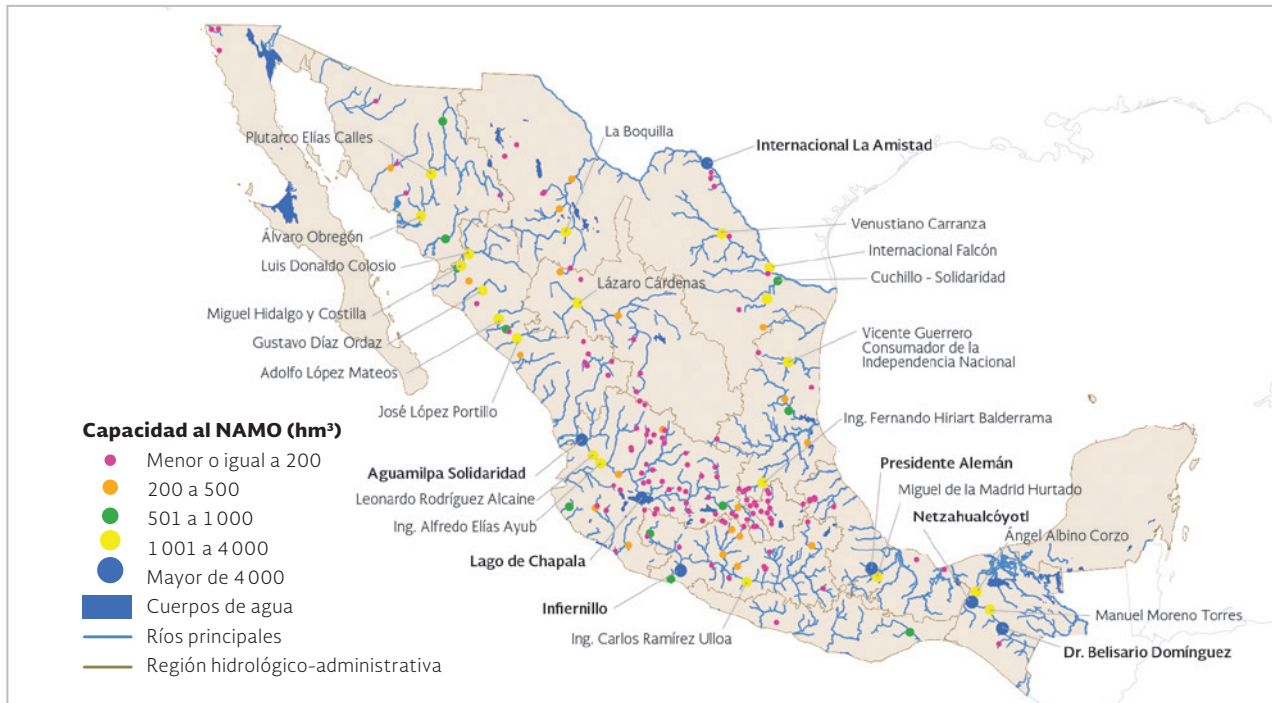 La Boquilla
Plutarco Elías Calles
Internacional La Amistad
Venustiano Carranza
Álvaro Obregón
Internacional Falcón
Luis Donaldo Colosio
Cuchillo - Solidaridad
Lázaro Cárdenas
Miguel Hidalgo y Costilla
Gustavo Díaz Ordaz
Vicente Guerrero
Consumador de la
Independencia Nacional
Adolfo López Mateos
José López Portillo
Ing. Fernando Hiriart Balderrama
Capacidad al NAMO (hm³)
Menor o igual a 200
200 a 500
501 a 1 000
1 001 a 4 000
Mayor de 4 000
Cuerpos de agua
Ríos principales
Región hidrológico-administrativa
Aguamilpa Solidaridad
Leonardo Rodríguez Alcaine
Ing. Alfredo Elías Ayub
Lago de Chapala
Infiernillo
Ing. Carlos Ramírez Ulloa
Presidente Alemán
Miguel de la Madrid Hurtado
Netzahualcóyotl
Ángel Albino Corzo
Manuel Moreno Torres
Dr. Belisario Domínguez